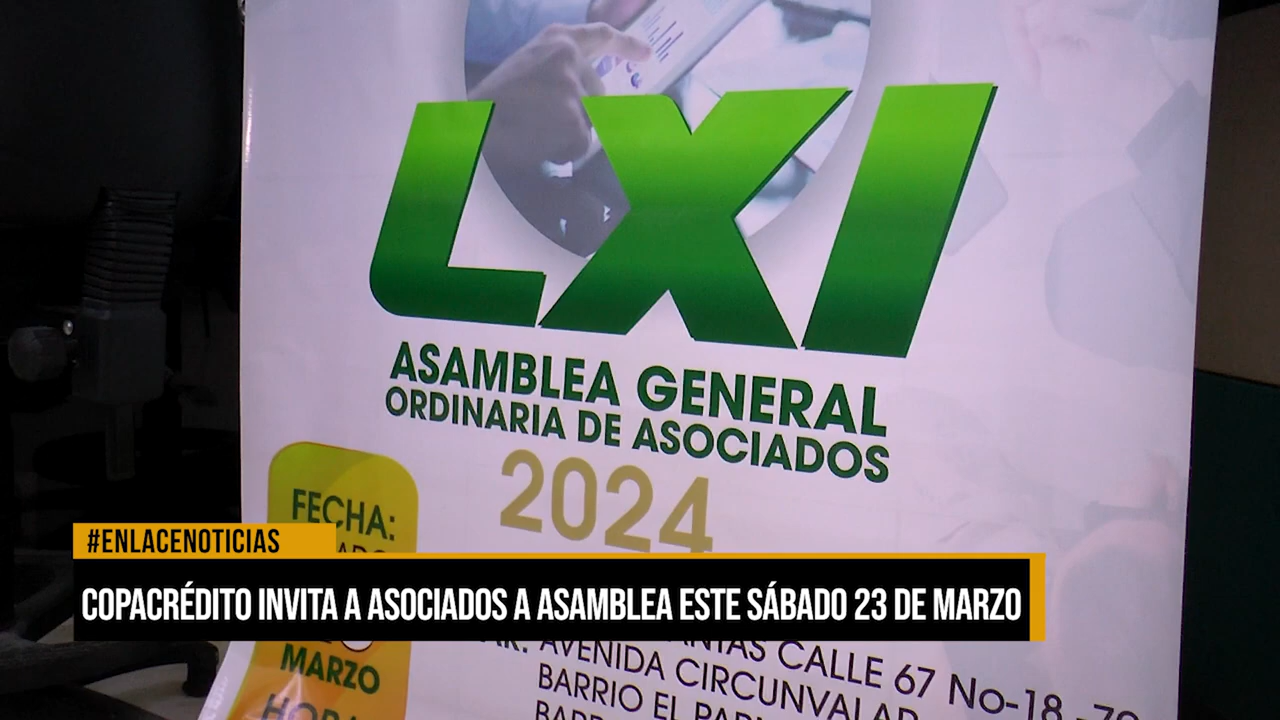 LXI
ASAMBLEA GENERAL
ORDINARIA DE ASOCIADOS
2024
FECHA:
#ENLACENOTICIAS
COPACRÉDITO INVITA A ASOCIADOS A ASAMBLEA ESTE SÁBADO 23 DE MARZO
MARZO
CALLE 67 No-18
AVENIDA CIRCUNVALAR
BARRIO EL